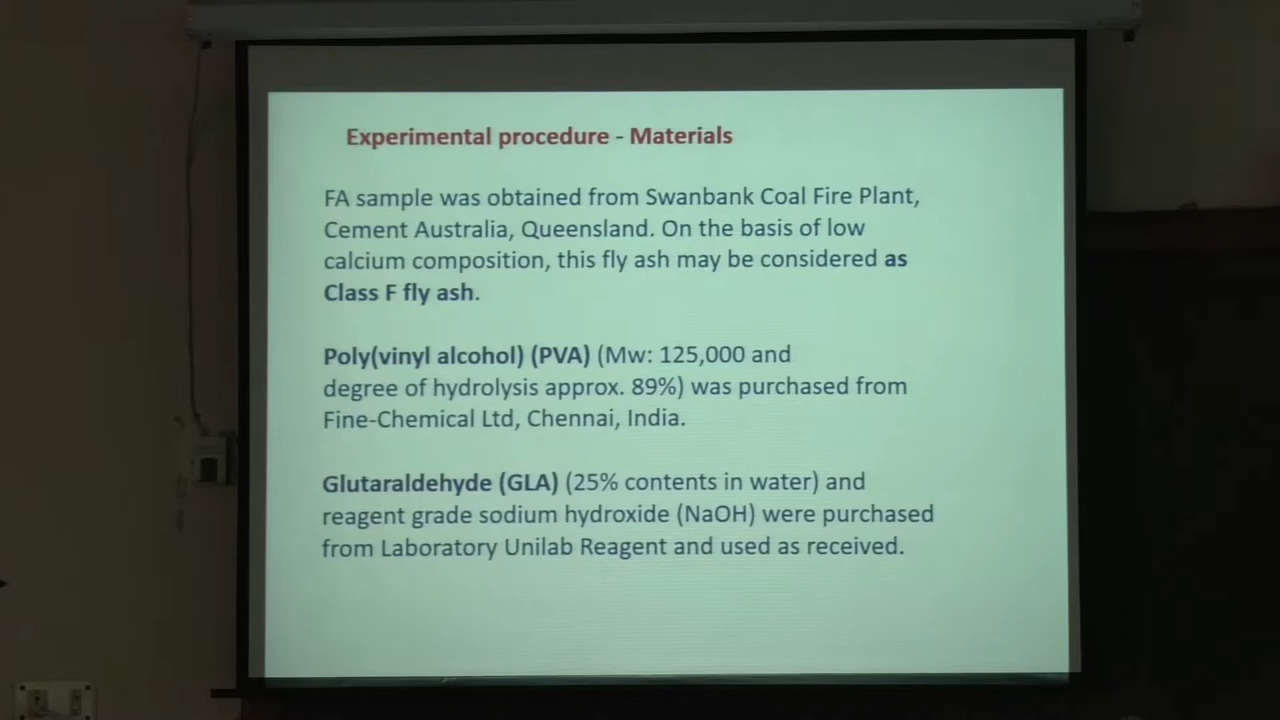 Experimental procedure - Materials
FA sample was obtained from Swanbank Coal Fire Plant,
Cement Australia, Queensland. On the basis of low
calcium composition, this fly ash may be considered as
Class F fly ash.
Poly(vinyl alcohol) (PVA) (Mw: 125,000 and
degree of hydrolysis approx. 89%) was purchased from
Fine-Chemical Ltd, Chennai, India.
Glutaraldehyde (GLA) (25% contents in water) and
reagent grade sodium hydroxide (NaOH) were purchased
from Laboratory Unilab Reagent and used as received.